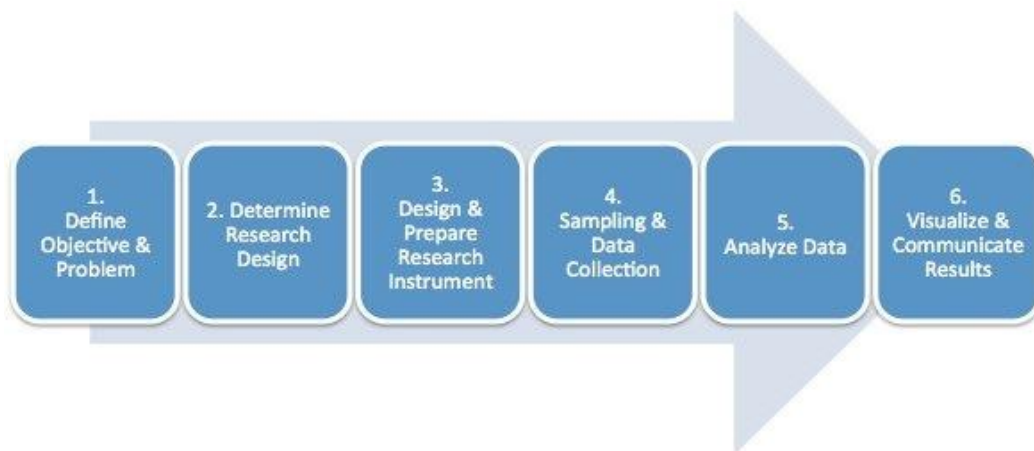 1.
Define
Objective &
Problem
2. Determine
Research
Design
3.
Design &
Prepare
Research
Instrument
4.
Sampling &
Data
Collection
5.
Analyze Data
6.
Visualize &
Communicate
Results